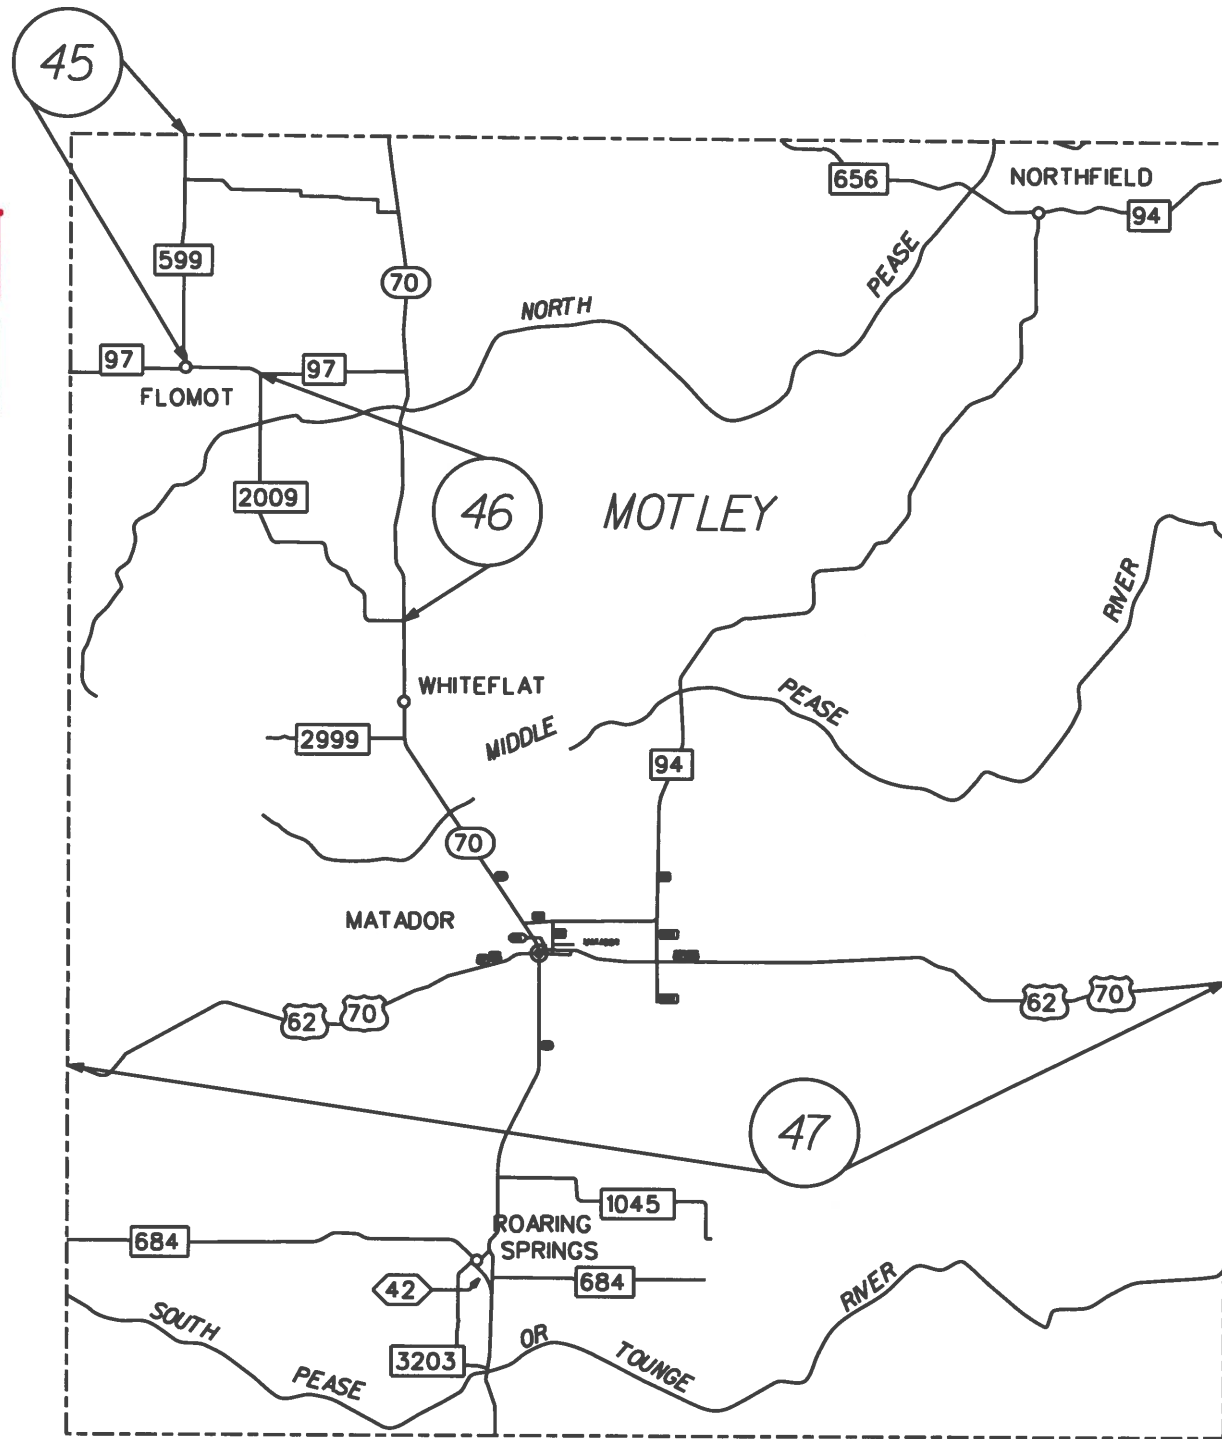 45
656
NORTHFIELD
94
599
70
PEASE
NORTH
97
97
FLOMOT
2009
46
MOTLEY
RIVER
WHITEFLAT
PEASE
2999
MIDDLE
94
70
MATADOR
62
70
62
70
47
1045
ROARING
SPRINGS
684
684
42
RIVER
SOUTH
OR
3203
TOUNGE
PEASE